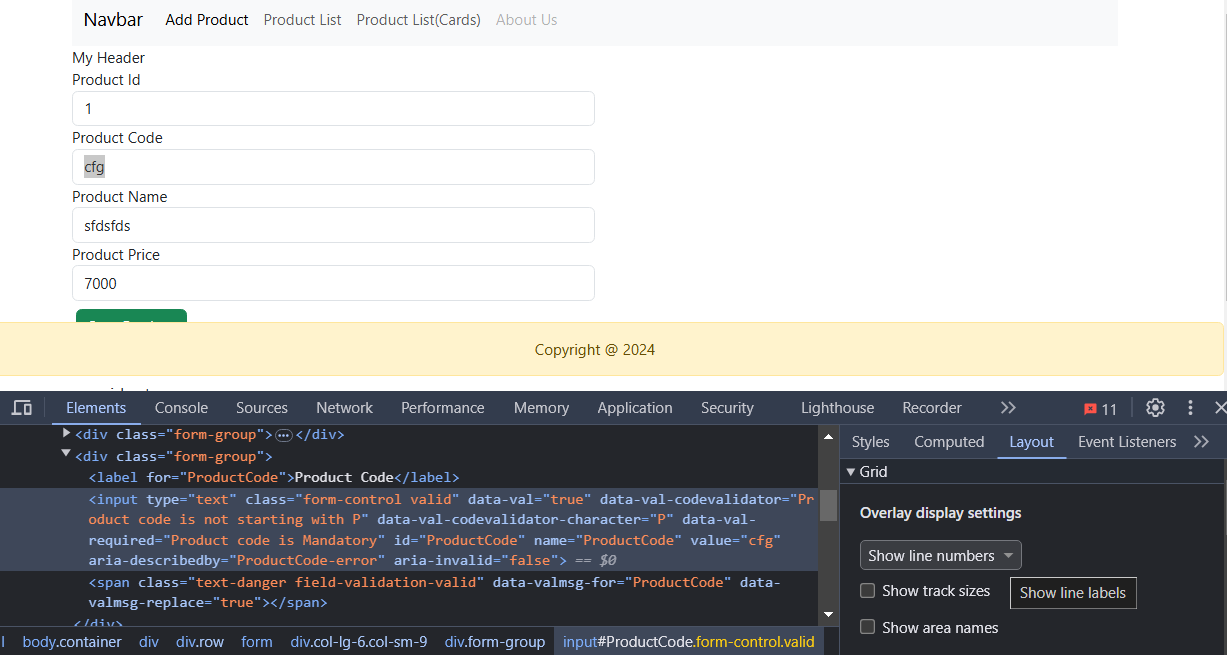 Navbar Add Product Product List Product List(Cards) About Us
My Header
Product Id
1
Product Code
cfg
Product Name
sfdsfds
Product Price
7000
Copyright @ 2024
Elements Console Sources Network Performance Memory Application Security Lighthouse Recorder 11
<div class="form-group"></div>
<div class="form-group">
<label for="ProductCode">Product Code</label>
<input type="text" class="form-control valid" data-val="true" data-val-codevalidator="Pr
oduct code is not starting with P" data-val-codevalidator-character="P" data-val-
required="Product code is Mandatory" id="ProductCode" name="ProductCode" value="cfg"
aria-describedby="ProductCode-error" aria-invalid="false"> == $0
<span class="text-danger field-validation-valid" data-valmsg-for="ProductCode" data-
valmsg-replace="true"></span>
</div>
l body.container div div.row form div.col-lg-6.col-sm-9 div.form-group input#ProductCode.form-control.valid
Styles Computed Layout Event Listeners
Grid
Overlay display settings
Show line numbers
Show track sizes
Show line labels
Show area names